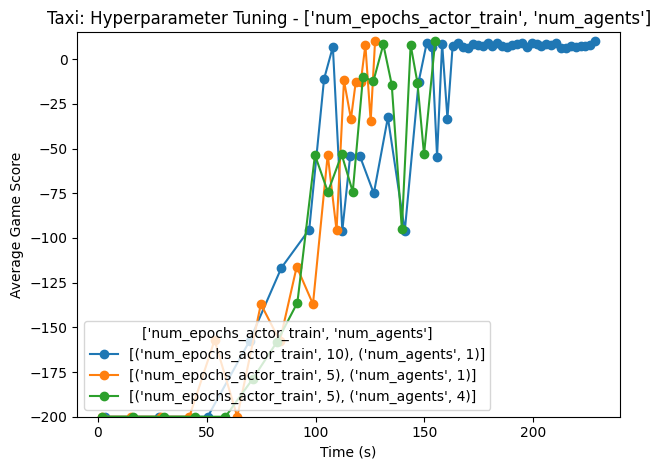 Taxi: Hyperparameter Tuning - ['num_epochs_actor_train', 'num_agents']
0
−25
−50
−75
−100
−125
−150
−175
−200
Average Game Score
['num_epochs_actor_train', 'num_agents']
[('num_epochs_actor_train', 10), ('num_agents', 1)]
[('num_epochs_actor_train', 5), ('num_agents', 1)]
[('num_epochs_actor_train', 5), ('num_agents', 4)]
0 50 100 150 200
Time (s)